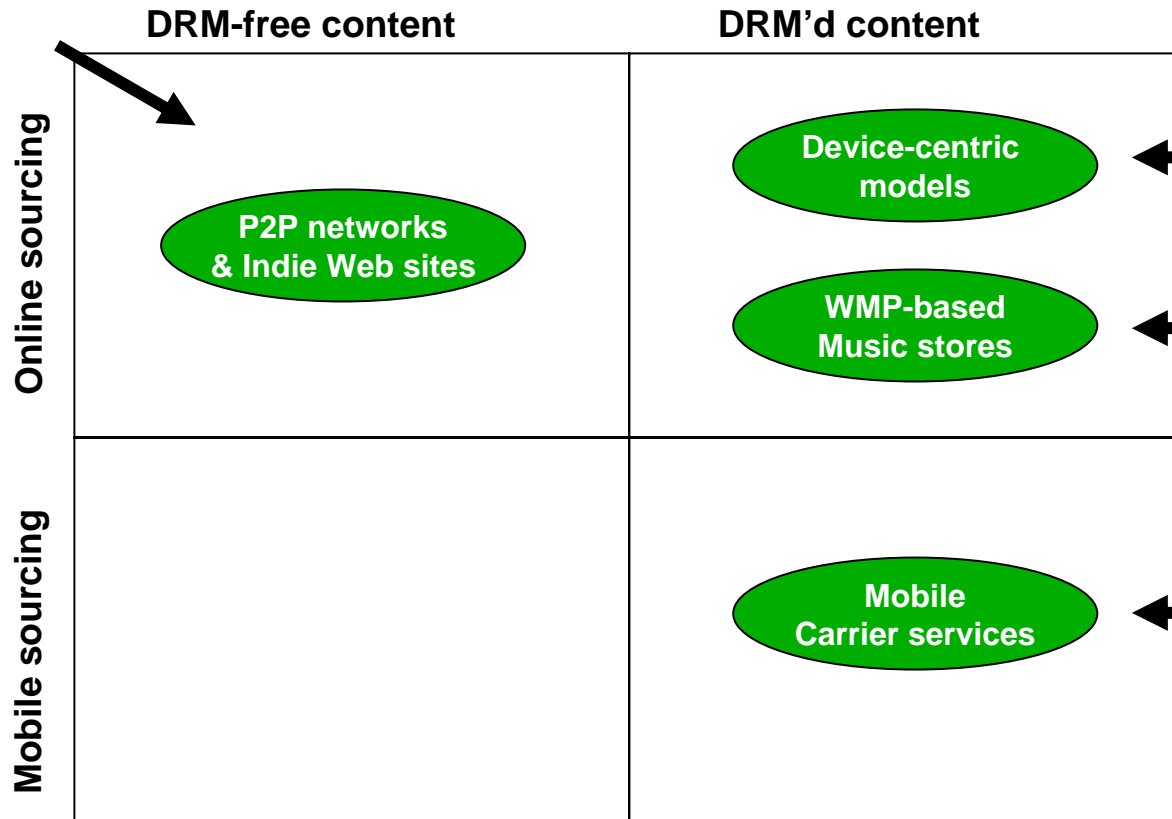 DRM-free content
DRM’d content
Online sourcing
P2P networks
& Indie Web sites
Device-centric
models
WMP-based
Music stores
Mobile sourcing
Mobile
Carrier services